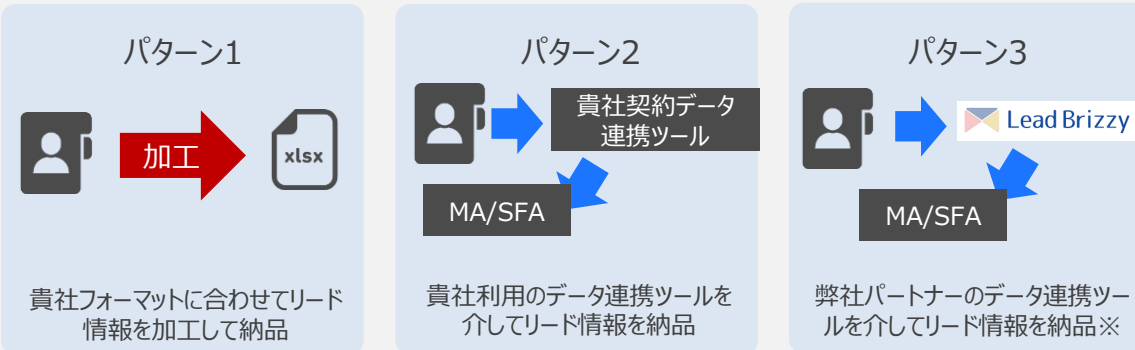 パターン1
加工
xlsx
貴社フォーマットに合わせてリード
情報を加工して納品
パターン2
貴社契約データ
連携ツール
MA/SFA
貴社利用のデータ連携ツールを
介してリード情報を納品
パターン3
Lead Brizzy
MA/SFA
弊社パートナーのデータ連携ツー
ルを介してリード情報を納品※